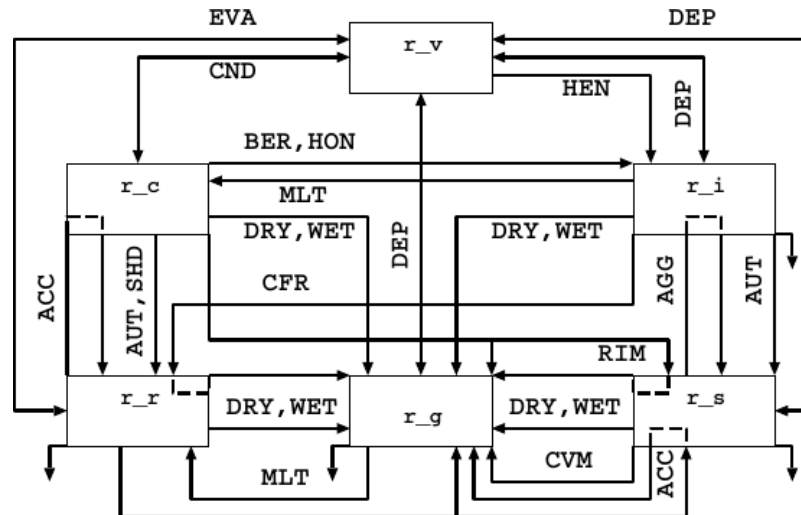 EVA
DEP
r_v
CND
HEN
DEP
BER,HON
r_c
MLT
r_i
DRY,WET
DRY,WET
DEP
ACC
AUT,SHD
CFR
AGG
AUT
RIM
r_r
r_g
r_s
DRY,WET
DRY,WET
MLT
CVM
ACC